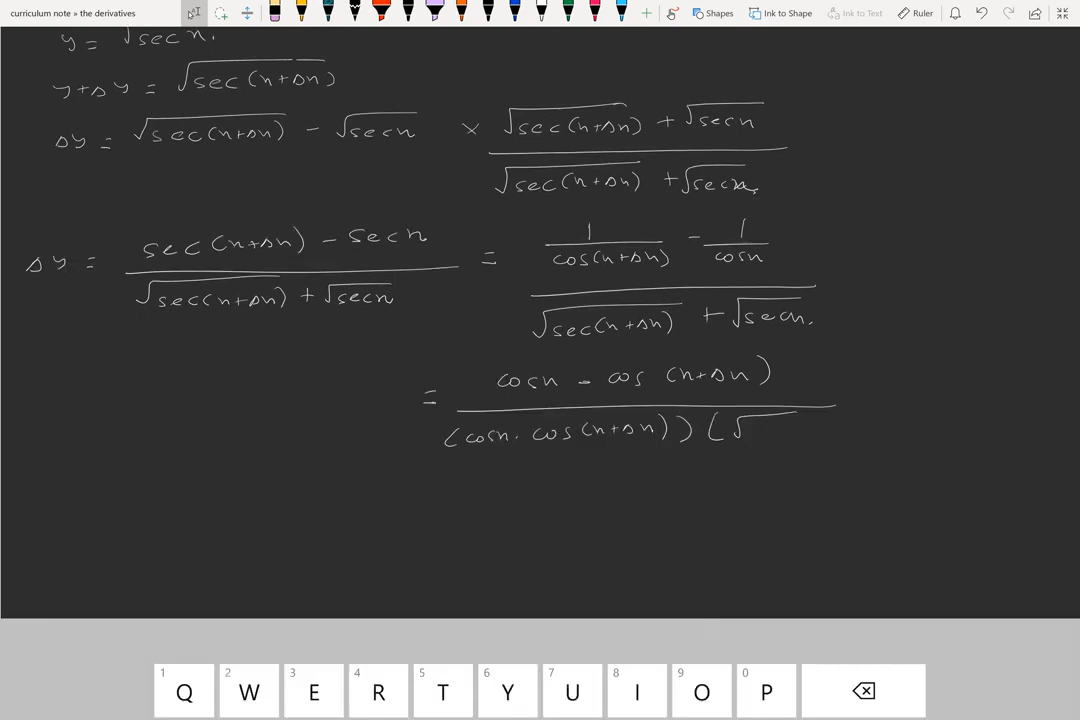 curriculum note » the derivatives
Shapes Ink to Shape Ink to Text Ruler
y = √sec x.
y+Δy = √sec(x+Δx)
Δy = √sec(x+Δx) - √sec x × (√sec(x+Δx) + √sec x) / (√sec(x+Δx) + √sec x)
Δy = (sec(x+Δx) - sec x) / (√sec(x+Δx) + √sec x) = (1/cos(x+Δx) - 1/cos x) / (√sec(x+Δx) + √sec x.)
= cos x - cos (x+Δx) / (cos x. cos(x+Δx)) (√
1 Q 2 W 3 E 4 R 5 T 6 Y 7 U 8 I 9 O 0 P